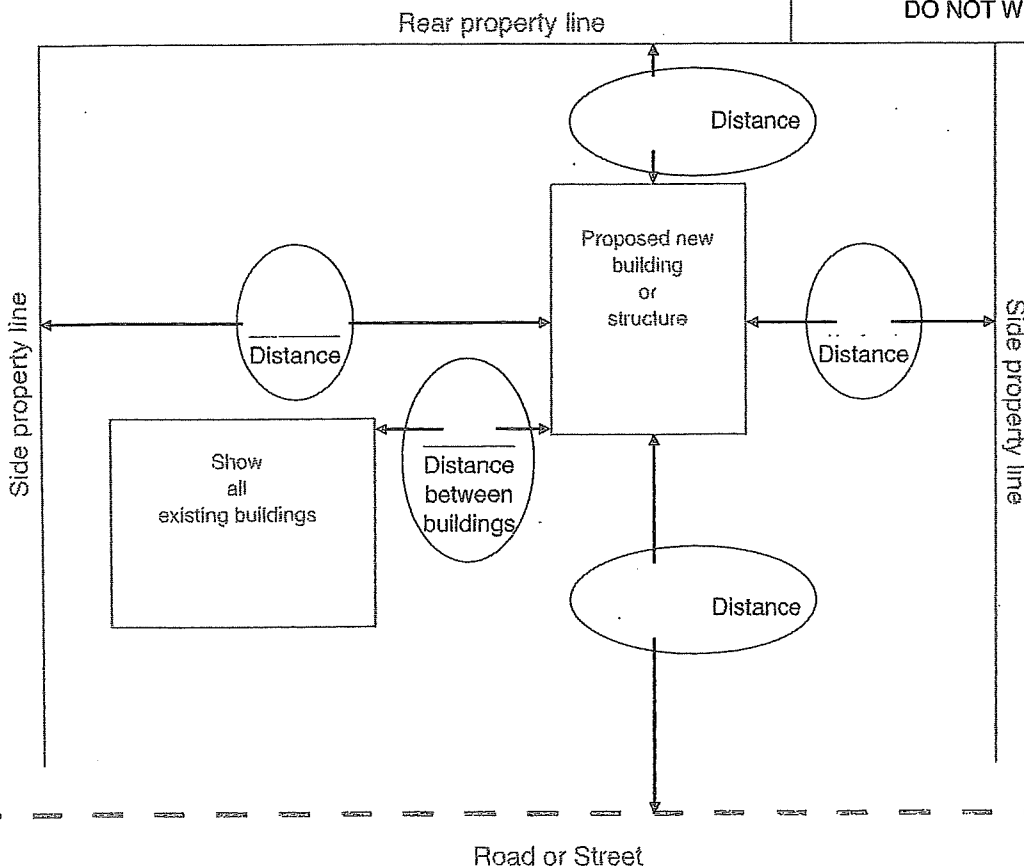 DO NOT W
Rear property line
Distance
Proposed new
building
or
structure
Side property line
Distance
Distance
Side property line
Distance
between
buildings
Show
all
existing buildings
Distance
Road or Street